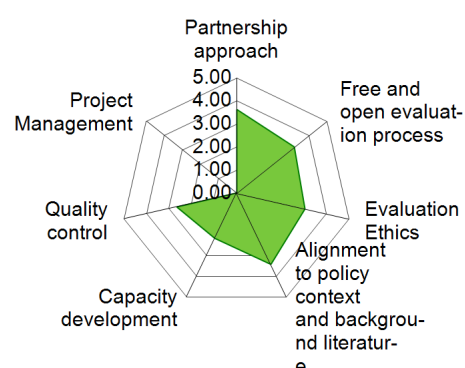 Partnership
approach
5.00
4.00
3.00
2.00
1.00
0.00
Free and
open evaluat-
ion process
Evaluation
Ethics
Alignment
to policy
context
and backgrou-
nd literatur-
e
Capacity
development
Quality
control
Project
Management